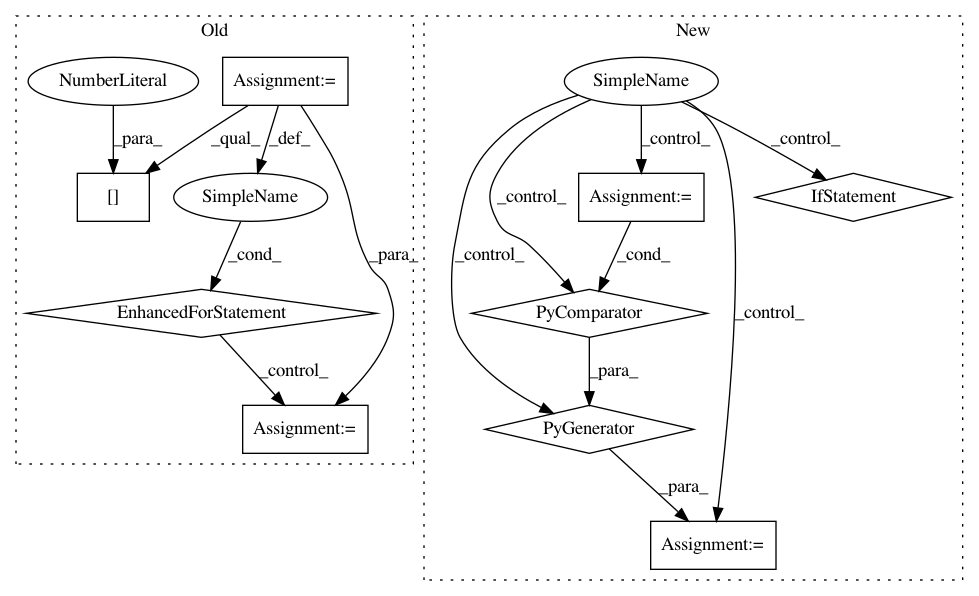 Old
New
NumberLiteral
Assignment:=
SimpleName
_para_
_qual_
_def_
_control_
_control_
[]
SimpleName
Assignment:=
IfStatement
_control_
_cond_
_para_
_control_
_cond_
EnhancedForStatement
PyComparator
_control_
_control_
_para_
Assignment:=
PyGenerator
_para_
Assignment:=